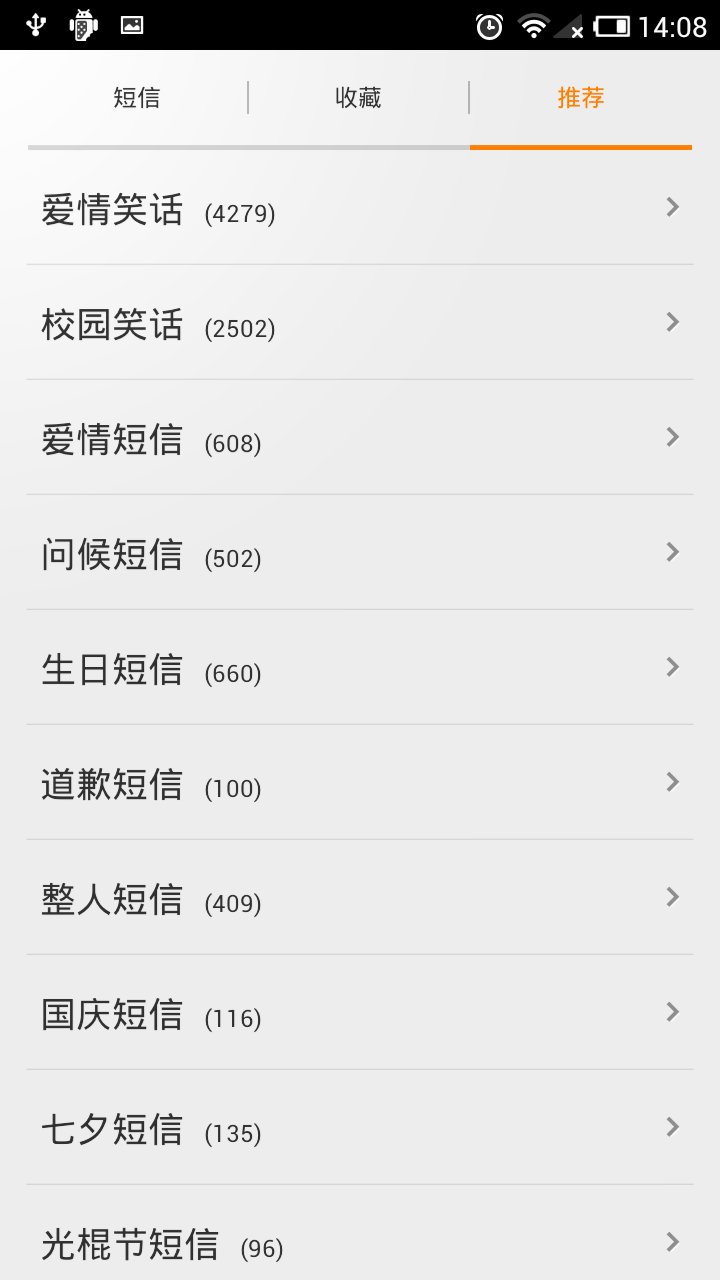 14:08
短信 收藏 推荐
爱情笑话 (4279)
校园笑话 (2502)
爱情短信 (608)
问候短信 (502)
生日短信 (660)
道歉短信 (100)
整人短信 (409)
国庆短信 (116)
七夕短信 (135)
光棍节短信 (96)